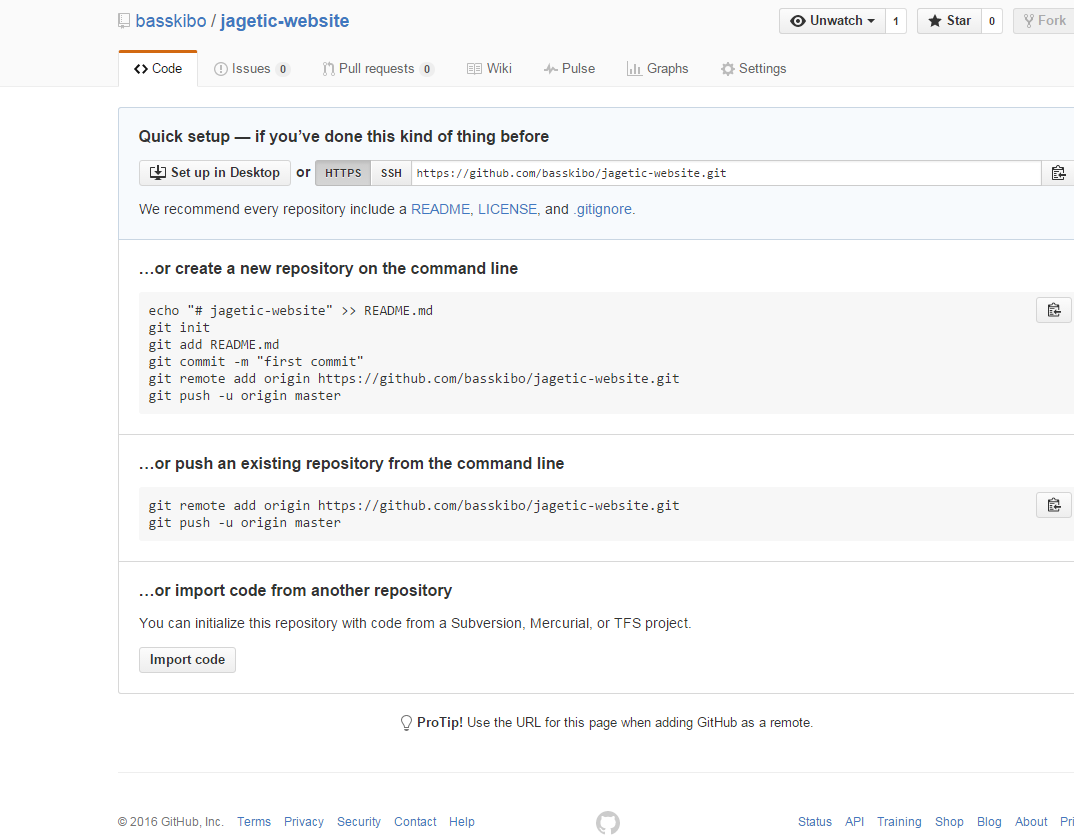 basskibo / jagetic-website
Unwatch 1 Star 0 Fork
Code Issues 0 Pull requests 0 Wiki Pulse Graphs Settings
Quick setup — if you’ve done this kind of thing before
Set up in Desktop or HTTPS SSH https://github.com/basskibo/jagetic-website.git
We recommend every repository include a README, LICENSE, and .gitignore.
…or create a new repository on the command line
echo "# jagetic-website" >> README.md
git init
git add README.md
git commit -m "first commit"
git remote add origin https://github.com/basskibo/jagetic-website.git
git push -u origin master
…or push an existing repository from the command line
git remote add origin https://github.com/basskibo/jagetic-website.git
git push -u origin master
…or import code from another repository
You can initialize this repository with code from a Subversion, Mercurial, or TFS project.
Import code
ProTip! Use the URL for this page when adding GitHub as a remote.
© 2016 GitHub, Inc. Terms Privacy Security Contact Help Status API Training Shop Blog About